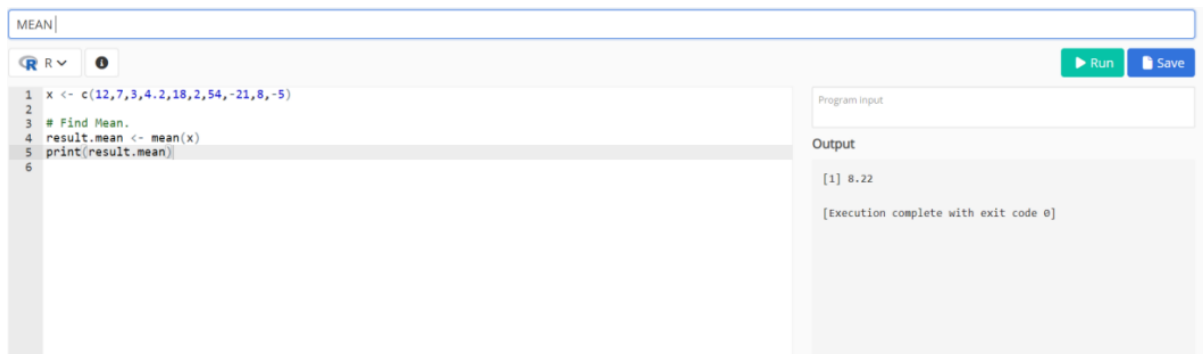 MEAN
R R
Run Save
1 x <- c(12,7,3,4.2,18,2,54,-21,8,-5)
2
3 # Find Mean.
4 result.mean <- mean(x)
5 print(result.mean)
6
Program input
Output
[1] 8.22
[Execution complete with exit code 0]